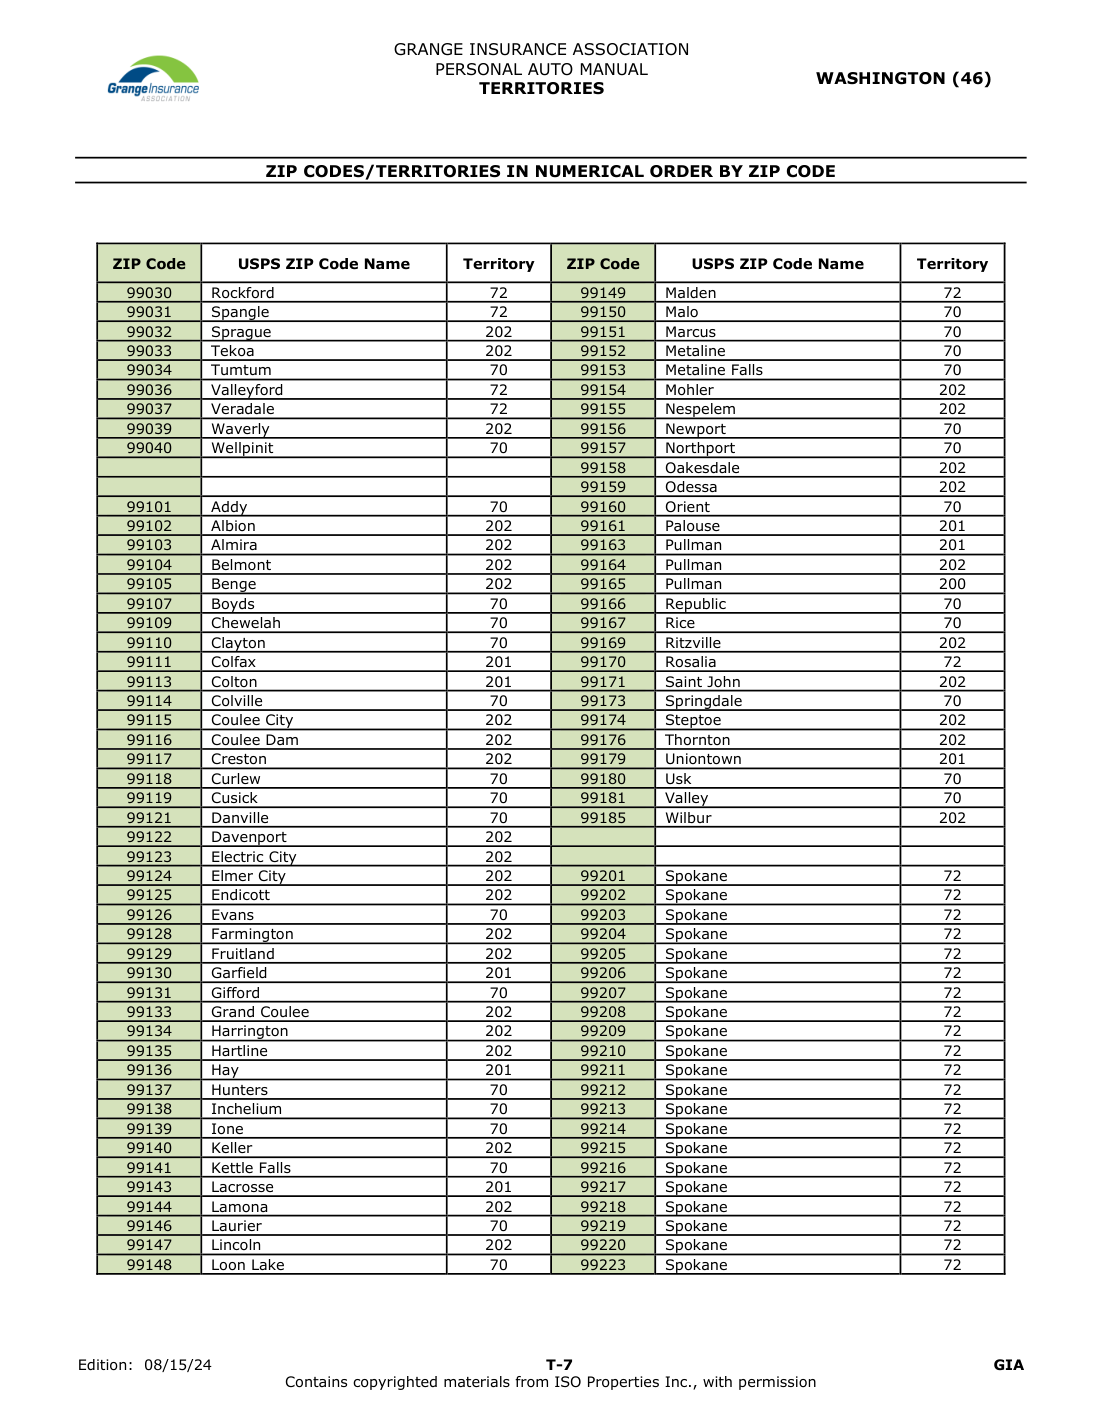 GRANGE INSURANCE ASSOCIATION
PERSONAL AUTO MANUAL
TERRITORIES
WASHINGTON (46)
GrangeInsurance
ASSOCIATION
ZIP CODES/TERRITORIES IN NUMERICAL ORDER BY ZIP CODE
ZIP Code USPS ZIP Code Name Territory ZIP Code USPS ZIP Code Name Territory
99030 Rockford 72 99149 Malden 72
99031 Spangle 72 99150 Malo 70
99032 Sprague 202 99151 Marcus 70
99033 Tekoa 202 99152 Metaline 70
99034 Tumtum 70 99153 Metaline Falls 70
99036 Valleyford 72 99154 Mohler 202
99037 Veradale 72 99155 Nespelem 202
99039 Waverly 202 99156 Newport 70
99040 Wellpinit 70 99157 Northport 70
99158 Oakesdale 202
99159 Odessa 202
99101 Addy 70 99160 Orient 70
99102 Albion 202 99161 Palouse 201
99103 Almira 202 99163 Pullman 201
99104 Belmont 202 99164 Pullman 202
99105 Benge 202 99165 Pullman 200
99107 Boyds 70 99166 Republic 70
99109 Chewelah 70 99167 Rice 70
99110 Clayton 70 99169 Ritzville 202
99111 Colfax 201 99170 Rosalia 72
99113 Colton 201 99171 Saint John 202
99114 Colville 70 99173 Springdale 70
99115 Coulee City 202 99174 Steptoe 202
99116 Coulee Dam 202 99176 Thornton 202
99117 Creston 202 99179 Uniontown 201
99118 Curlew 70 99180 Usk 70
99119 Cusick 70 99181 Valley 70
99121 Danville 70 99185 Wilbur 202
99122 Davenport 202
99123 Electric City 202
99124 Elmer City 202 99201 Spokane 72
99125 Endicott 202 99202 Spokane 72
99126 Evans 70 99203 Spokane 72
99128 Farmington 202 99204 Spokane 72
99129 Fruitland 202 99205 Spokane 72
99130 Garfield 201 99206 Spokane 72
99131 Gifford 70 99207 Spokane 72
99133 Grand Coulee 202 99208 Spokane 72
99134 Harrington 202 99209 Spokane 72
99135 Hartline 202 99210 Spokane 72
99136 Hay 201 99211 Spokane 72
99137 Hunters 70 99212 Spokane 72
99138 Inchelium 70 99213 Spokane 72
99139 Ione 70 99214 Spokane 72
99140 Keller 202 99215 Spokane 72
99141 Kettle Falls 70 99216 Spokane 72
99143 Lacrosse 201 99217 Spokane 72
99144 Lamona 202 99218 Spokane 72
99146 Laurier 70 99219 Spokane 72
99147 Lincoln 202 99220 Spokane 72
99148 Loon Lake 70 99223 Spokane 72
Edition: 08/15/24 T-7 GIA
Contains copyrighted materials from ISO Properties Inc., with permission